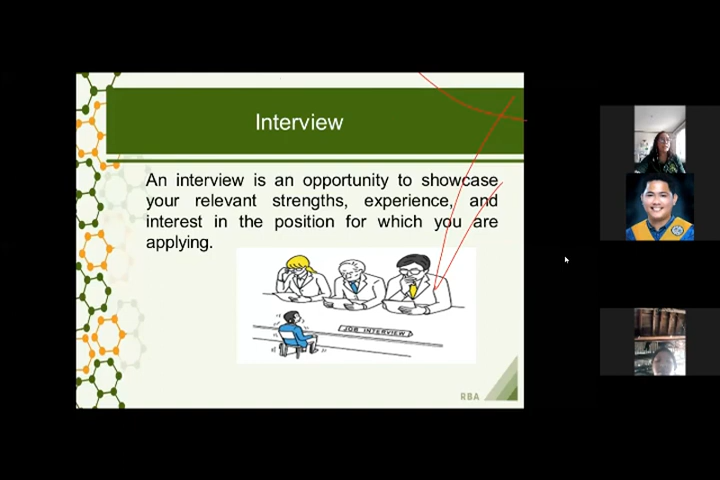 Interview
An interview is an opportunity to showcase
your relevant strengths, experience, and
interest in the position for which you are
applying.
JOB INTERVIEW
RBA